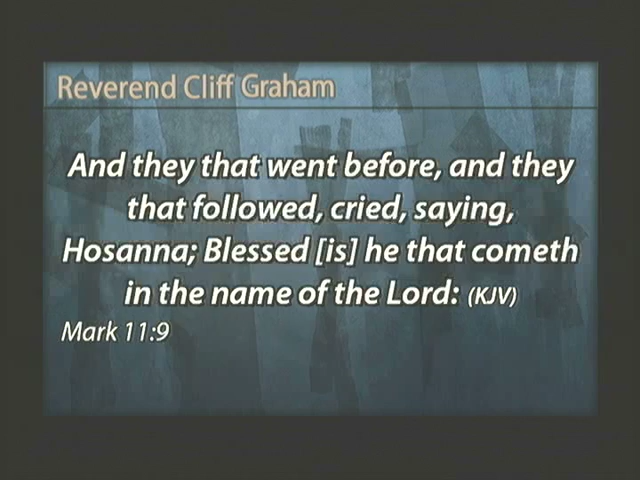 Reverend Cliff Graham
And they that went before, and they
that followed, cried, saying,
Hosanna; Blessed [is] he that cometh
in the name of the Lord: (KJV)
Mark 11:9